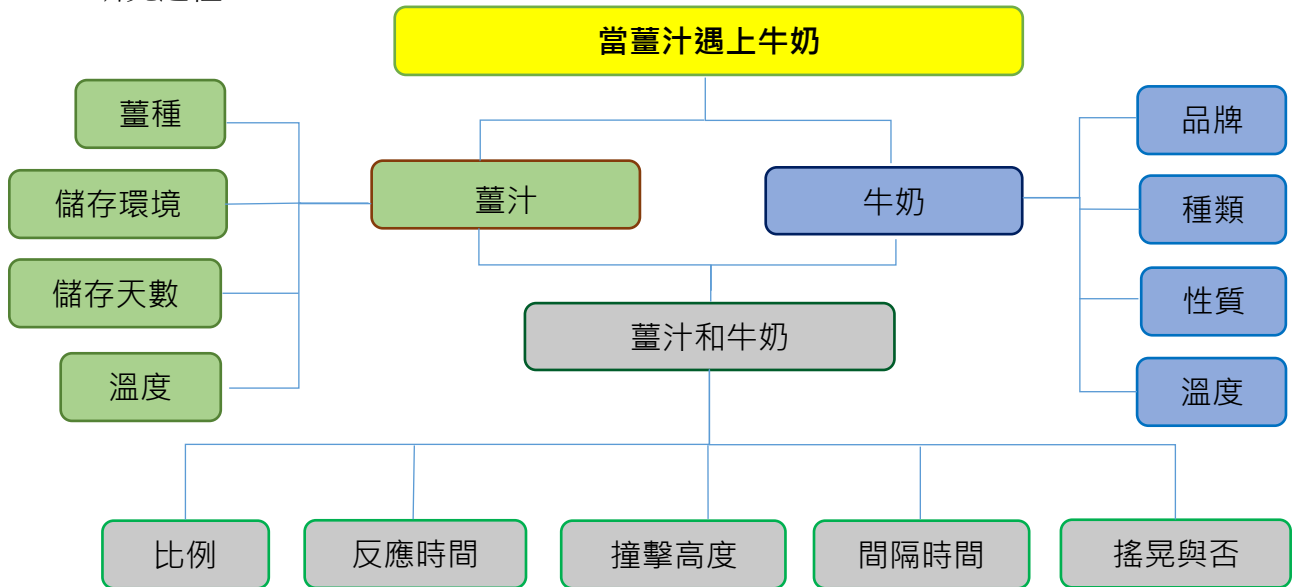 當薑汁遇上牛奶
薑種
儲存環境
儲存天數
溫度
薑汁
牛奶
品牌
種類
性質
溫度
薑汁和牛奶
比例
反應時間
撞擊高度
間隔時間
搖晃與否